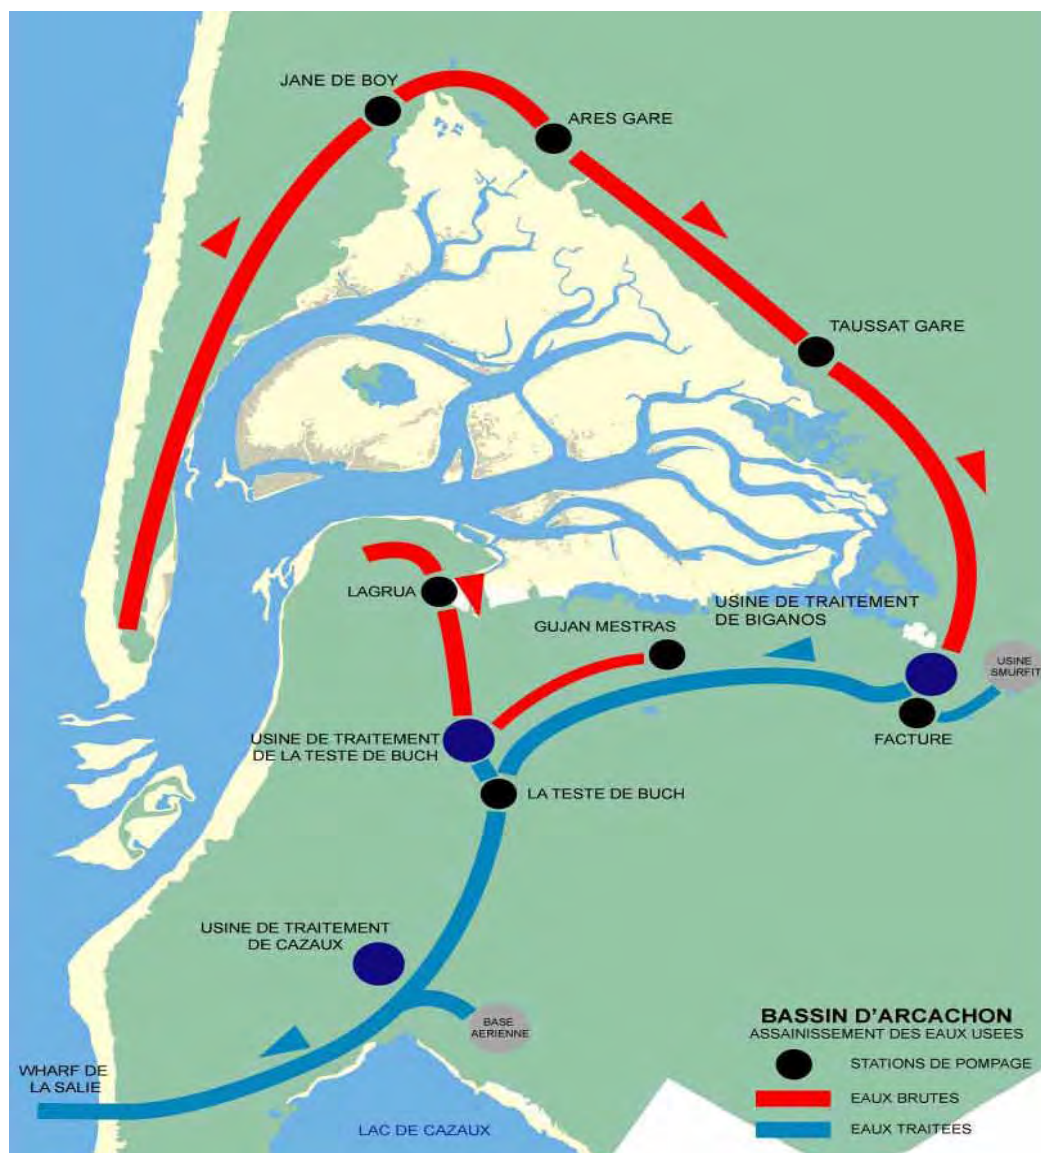 JANE DE BOY
ARES GARE
TAUSSAT GARE
LAGRUA
USINE DE TRAITEMENT
DE BIGANOS
GUJAN MESTRAS
USINE
SMURFIT
FACTURE
USINE DE TRAITEMENT
DE LA TESTE DE BUCH
LA TESTE DE BUCH
USINE DE TRAITEMENT
DE CAZAUX
BASE
AERIENNE
WHARF DE
LA SALIE
LAC DE CAZAUX
BASSIN D'ARCACHON
ASSAINISSEMENT DES EAUX USEES
STATIONS DE POMPAGE
EAUX BRUTES
EAUX TRAITEES